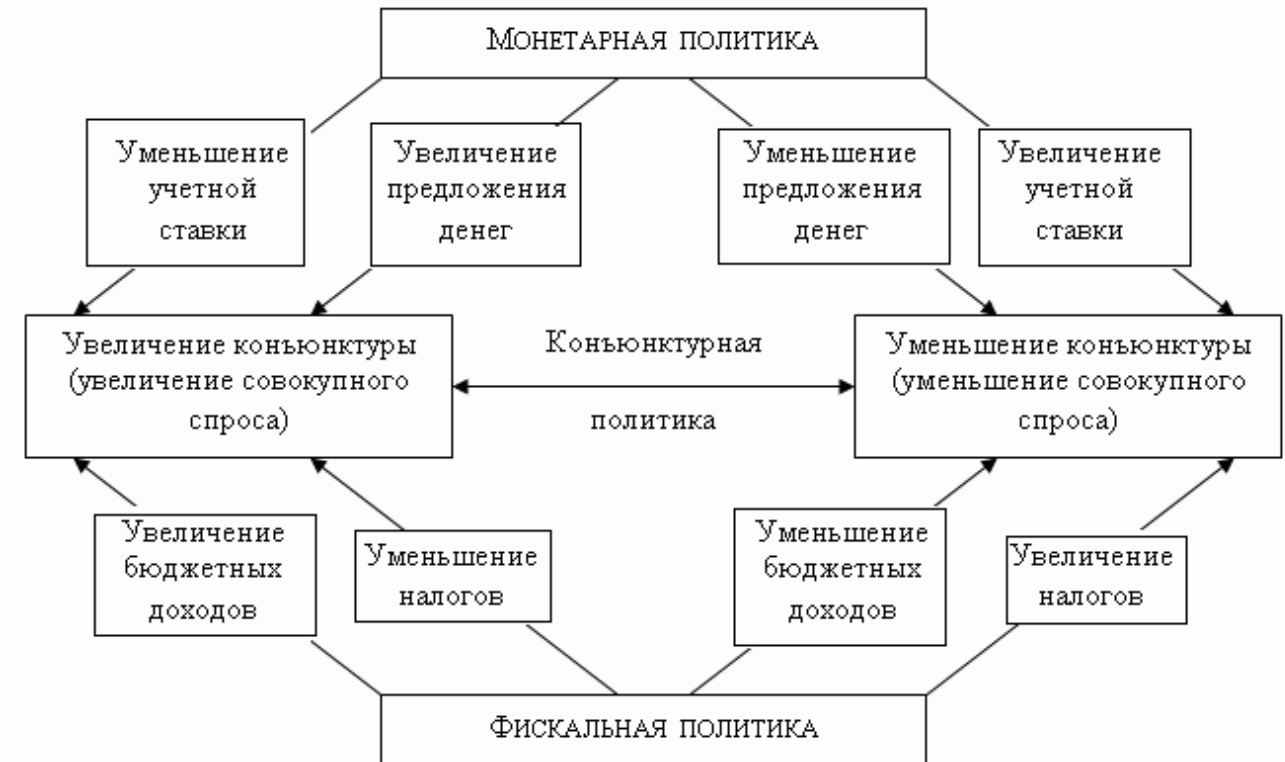 МОНЕТАРНАЯ ПОЛИТИКА
Уменьшение
учетной
ставки
Увеличение
предложения
денег
Уменьшение
предложения
денег
Увеличение
учетной
ставки
Увеличение конъюнктуры
(увеличение совокупного
спроса)
Конъюнктурная
политика
Уменьшение конъюнктуры
(уменьшение совокупного
спроса)
Увеличение
бюджетных
доходов
Уменьшение
налогов
Уменьшение
бюджетных
доходов
Увеличение
налогов
ФИСКАЛЬНАЯ ПОЛИТИКА